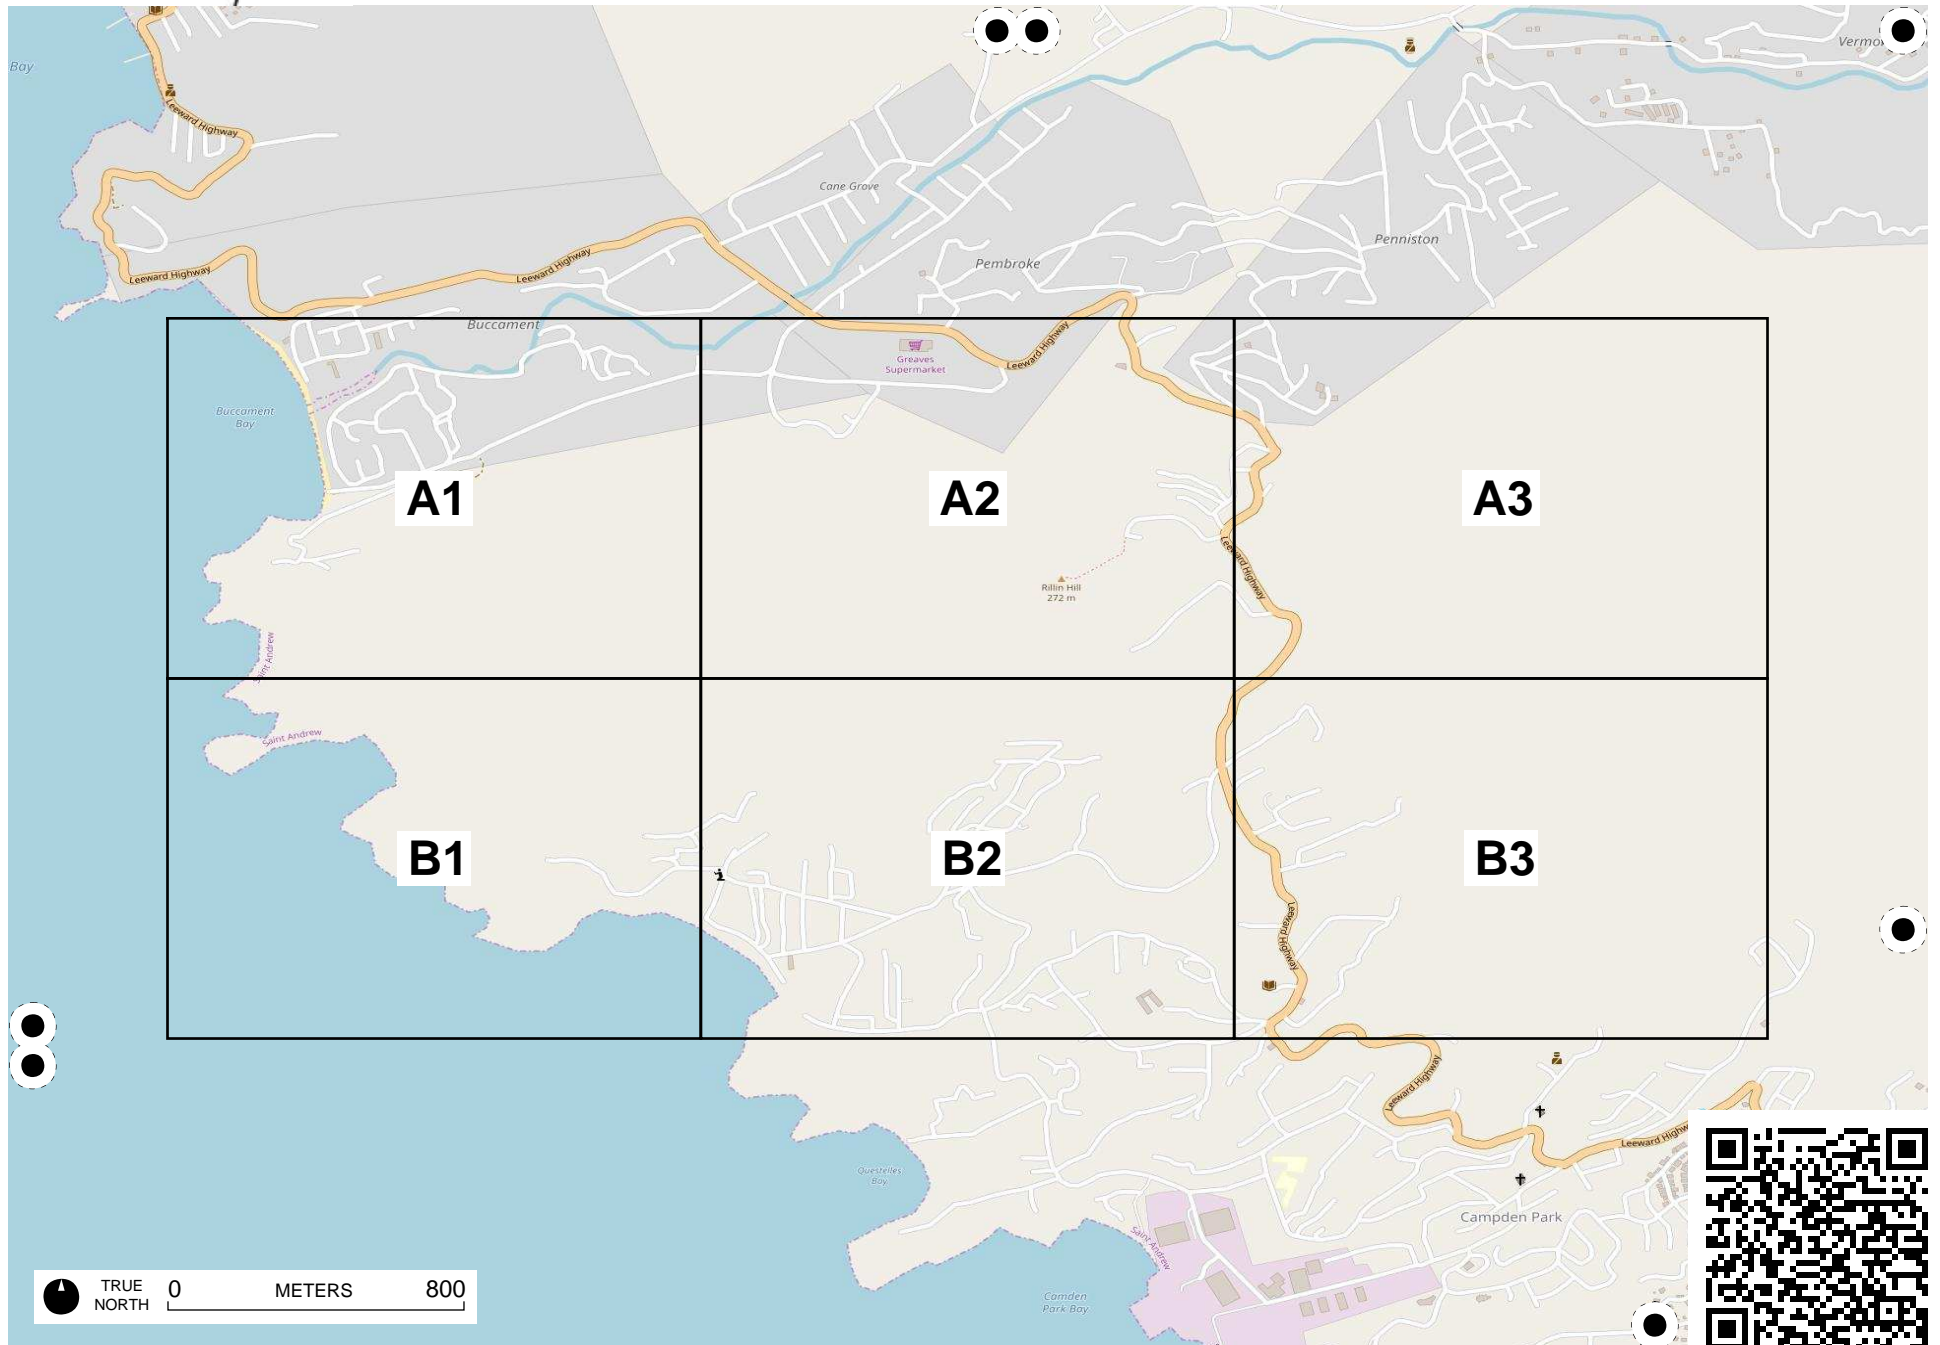 Bay
Vermo
Leeward Highway
Cane Grove
Penniston
Pembroke
Leeward Highway
Leeward Highway
Buccament
Leeward Highway
Greaves
Supermarket
Buccament
Bay
A1
A2
A3
Leeward Highway
Rillin Hill
272 m
Saint Andrew
Saint Andrew
B1
B2
B3
Leeward Highway
Leeward Highway
Leeward Highw
Questelles
Bay
Campden Park
Saint Andrew
Camden
Park Bay
TRUE
NORTH
0 METERS 800